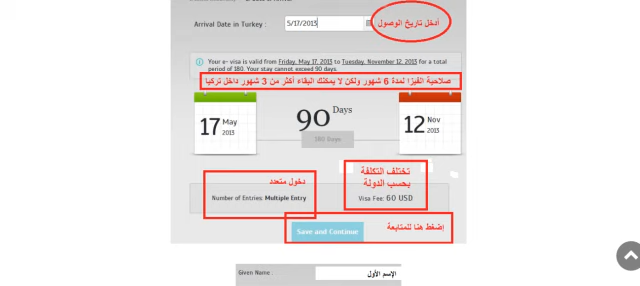 Arrival Date in Turkey :
5/17/2013
أدخل تاريخ الوصول
Your e- visa is valid from Friday, May 17, 2013 to Tuesday, November 12, 2013 for a total
period of 180. Your stay cannot exceed 90 days.
صلاحية الفيزا لمدة 6 شهور ولكن لا يمكنك البقاء أكثر من 3 شهور داخل تركيا
17 May 2013
90 Days
180 Days
12 Nov 2013
دخول متعدد
Number of Entries: Multiple Entry
تختلف التكلفة
بحسب الدولة
Visa Fee: 60 USD
Save and Continue
إضغط هنا للمتابعة
Given Name :
الإسم الأول